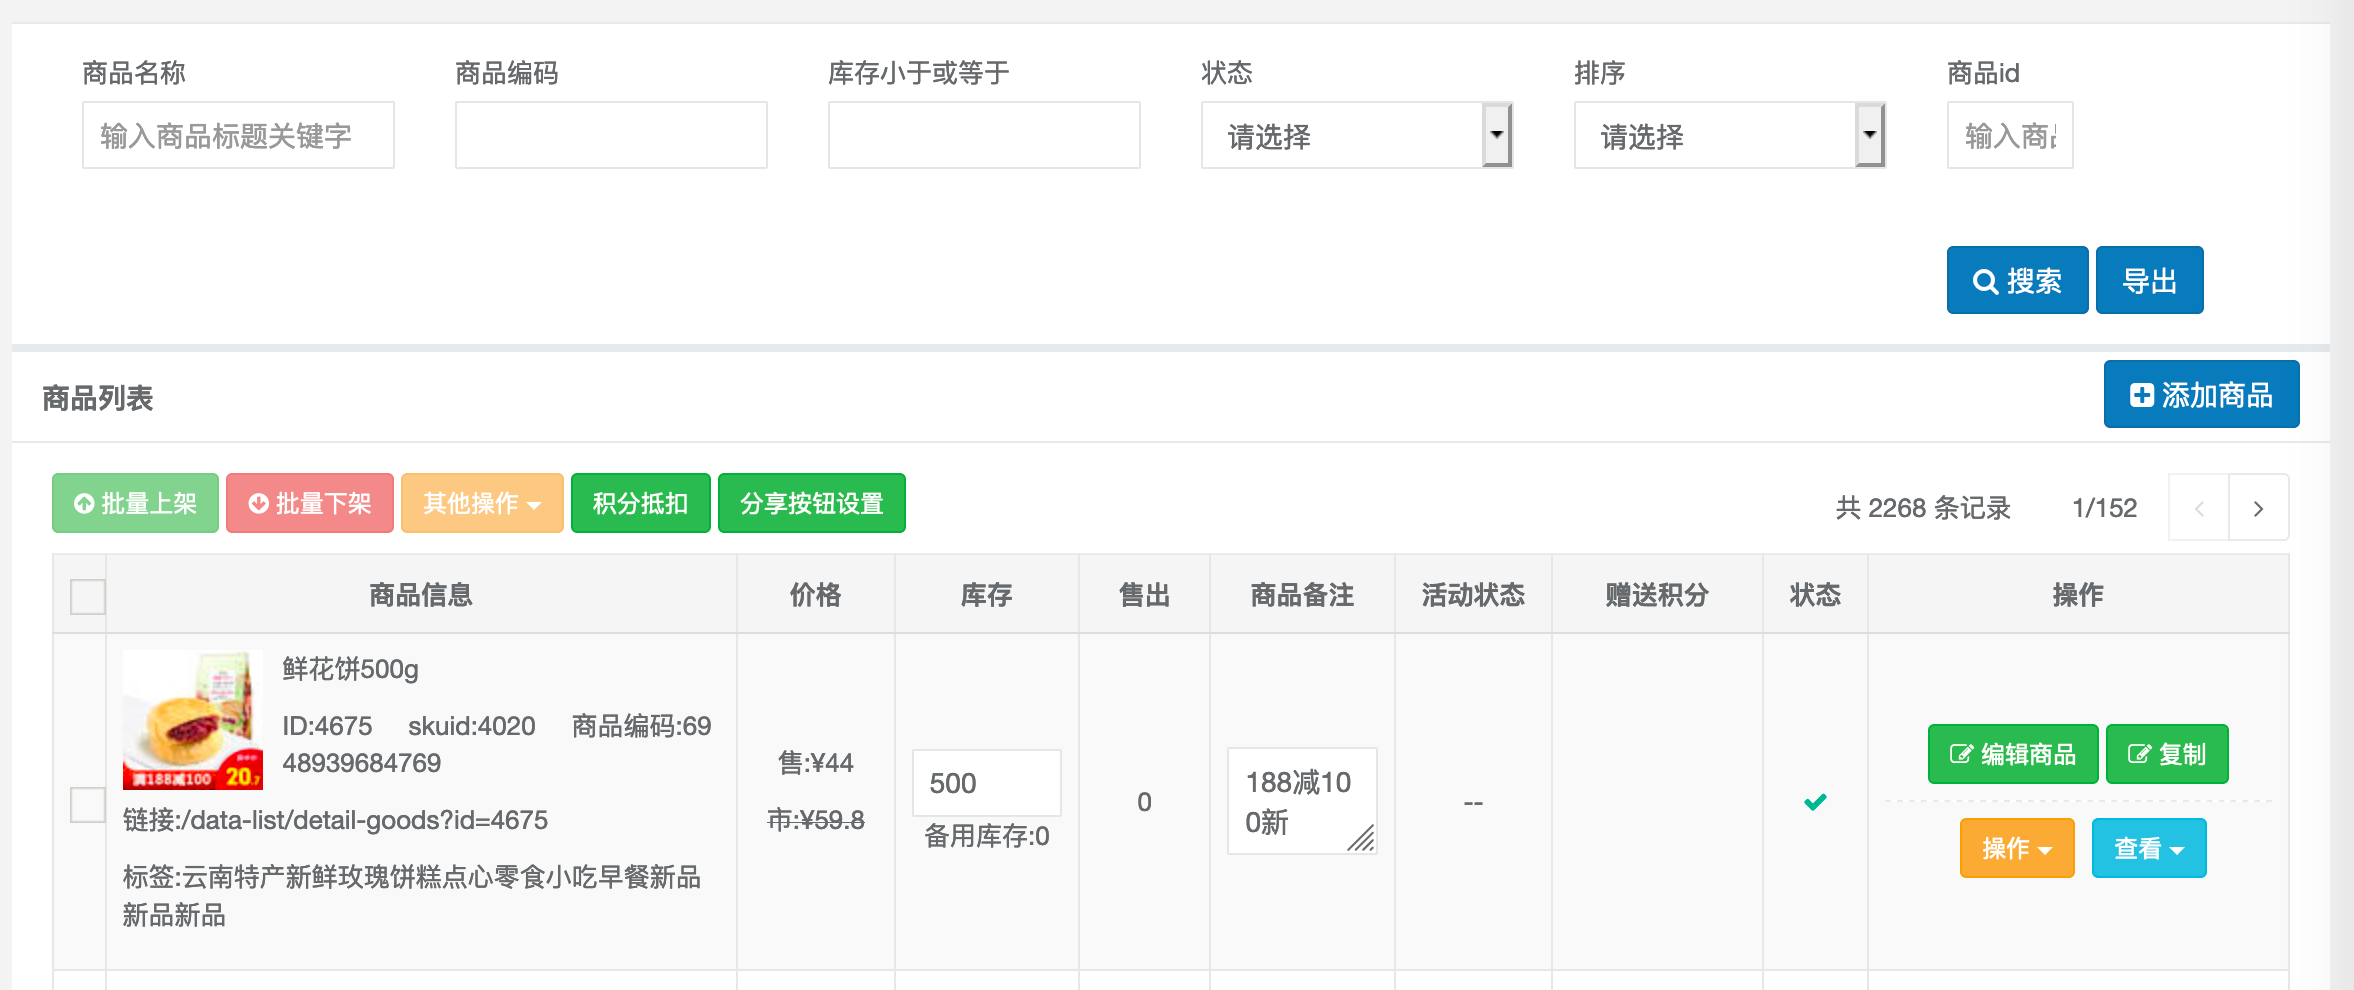 商品名称 商品编码 库存小于或等于 状态 排序 商品id
输入商品标题关键字 请选择 请选择 输入商
搜索 导出
商品列表 添加商品
批量上架 批量下架 其他操作 积分抵扣 分享按钮设置 共 2268 条记录 1/152
商品信息 价格 库存 售出 商品备注 活动状态 赠送积分 状态 操作
鲜花饼500g
ID:4675 skuid:4020 商品编码:69
48939684769
满188减100 20.7
链接:/data-list/detail-goods?id=4675
标签:云南特产新鲜玫瑰饼糕点心零食小吃早餐新品
新品新品
售:¥44
市:¥59.8
500
备用库存:0
0
188减10
0新
--
编辑商品 复制
操作 查看